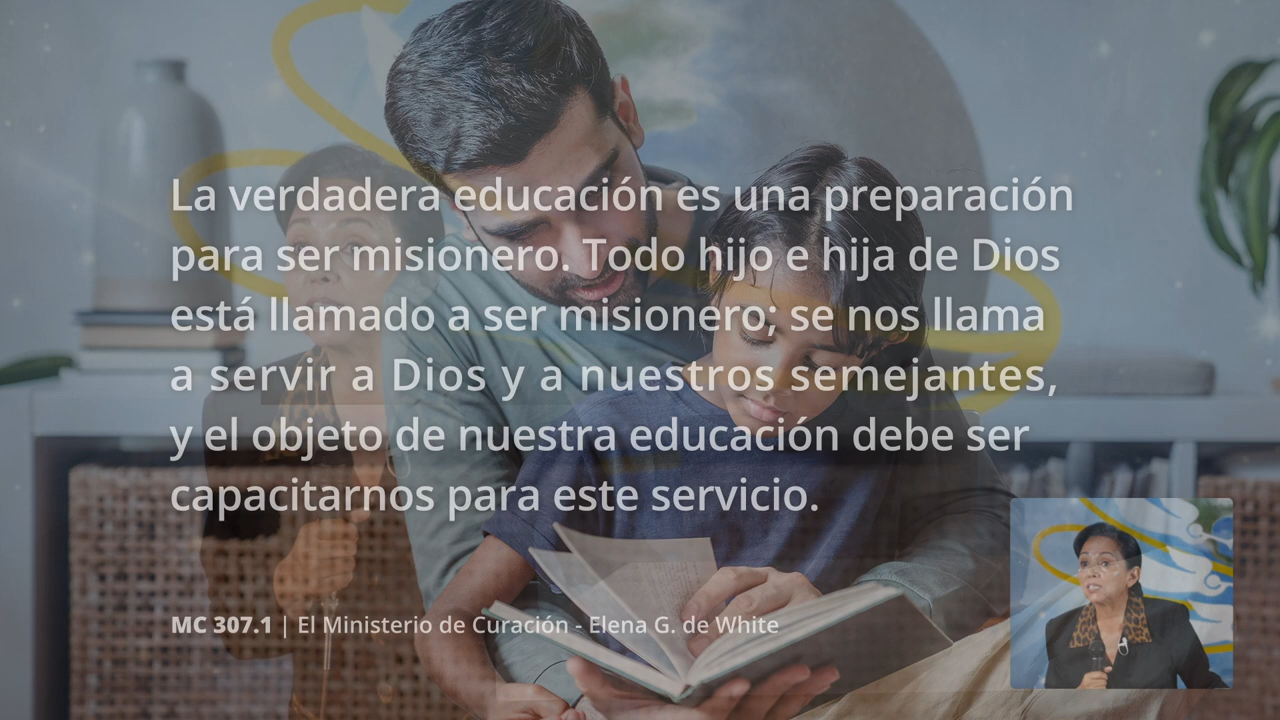 La verdadera educación es una preparación
para ser misionero. Todo hijo e hija de Dios
está llamado a ser misionero; se nos llama
a servir a Dios y a nuestros semejantes,
y el objeto de nuestra educación debe ser
capacitarnos para este servicio.
MC 307.1 | El Ministerio de Curación - Elena G. de White